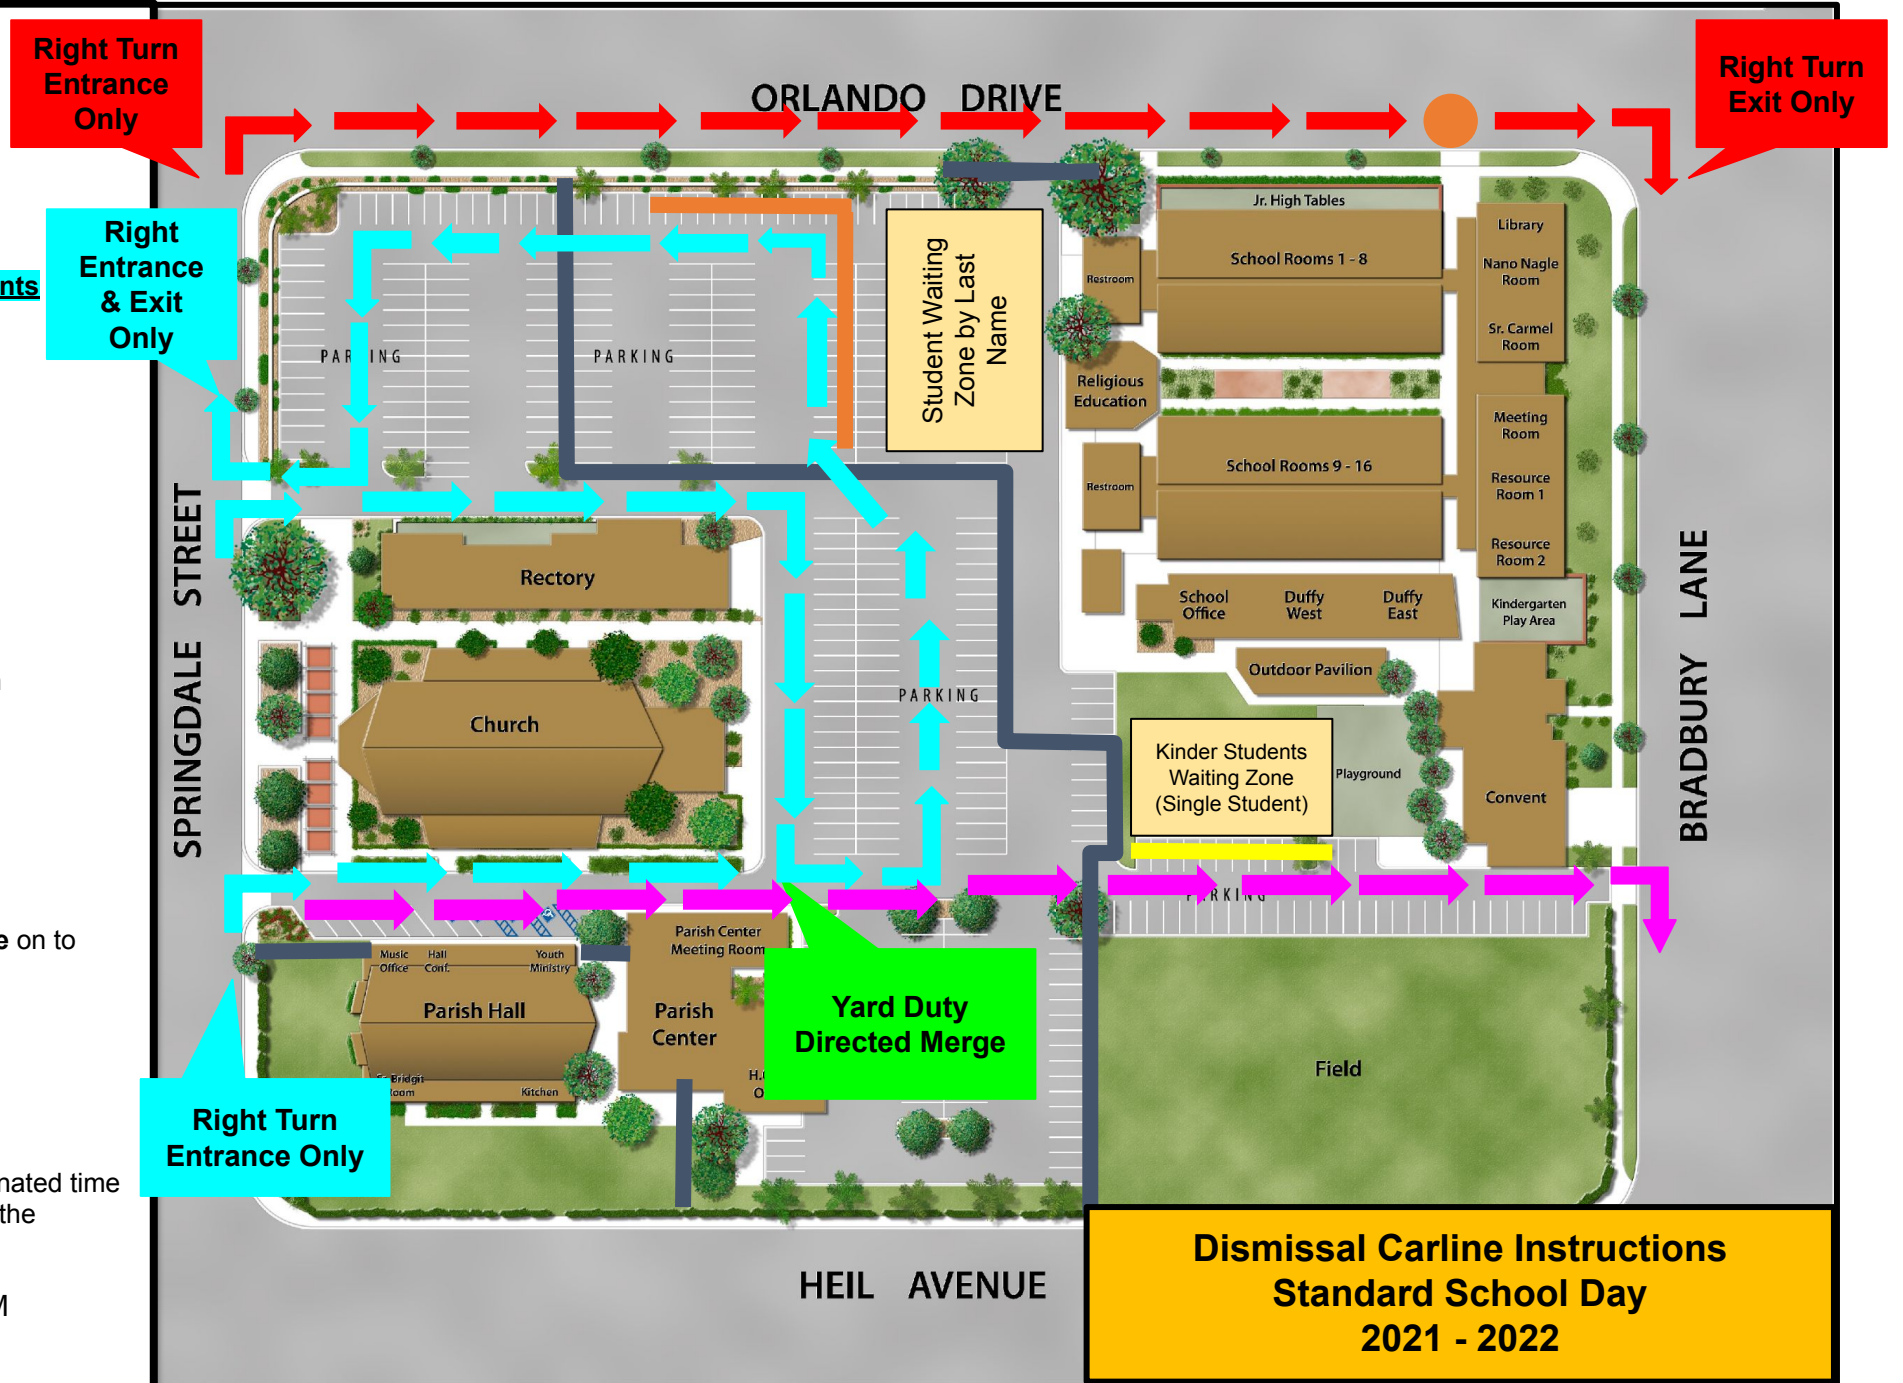 Right Turn
Entrance
Only
ORLANDO DRIVE
Right Turn
Exit Only
Right
Entrance
& Exit
Only
nts
e on to
nated time
the
M
Jr. High Tables
School Rooms 1 - 8
Restroom
Library
Nano Nagle
Room
Sr. Carmel
Room
Student Waiting
Zone by Last
Name
PARKING
PARKING
Religious
Education
Meeting
Room
School Rooms 9 - 16
Restroom
Resource
Room 1
Resource
Room 2
SPRINGDALE STREET
BRADBURY LANE
Rectory
School
Office
Duffy
West
Duffy
East
Kindergarten
Play Area
Outdoor Pavilion
PARKING
Church
Kinder Students
Waiting Zone
(Single Student)
Playground
Convent
PARKING
Music
Office
Hall
Conf.
Youth
Ministry
Parish Center
Meeting Room
Parish Hall
Parish
Center
Yard Duty
Directed Merge
Bridgit
Room
Kitchen
Field
Right Turn
Entrance Only
HEIL AVENUE
Dismissal Carline Instructions
Standard School Day
2021 - 2022